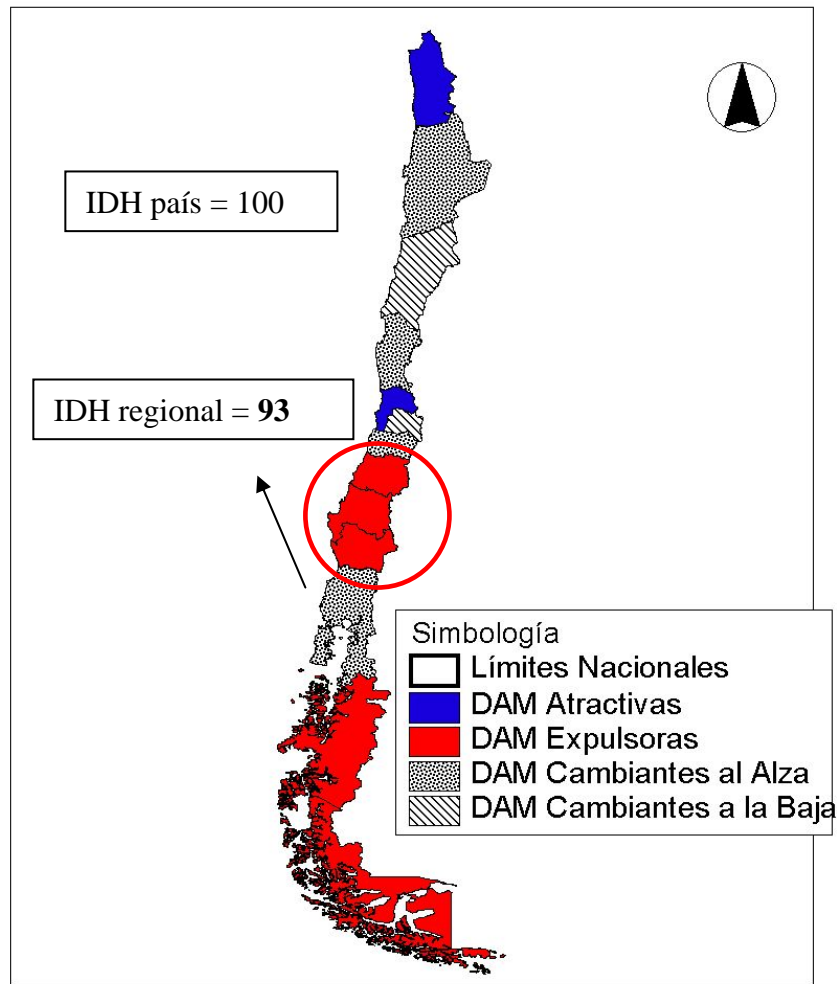 IDH país = 100
IDH regional = 93
Simbología
Límites Nacionales
DAM Atractivas
DAM Expulsoras
DAM Cambiantes al Alza
DAM Cambiantes a la Baja